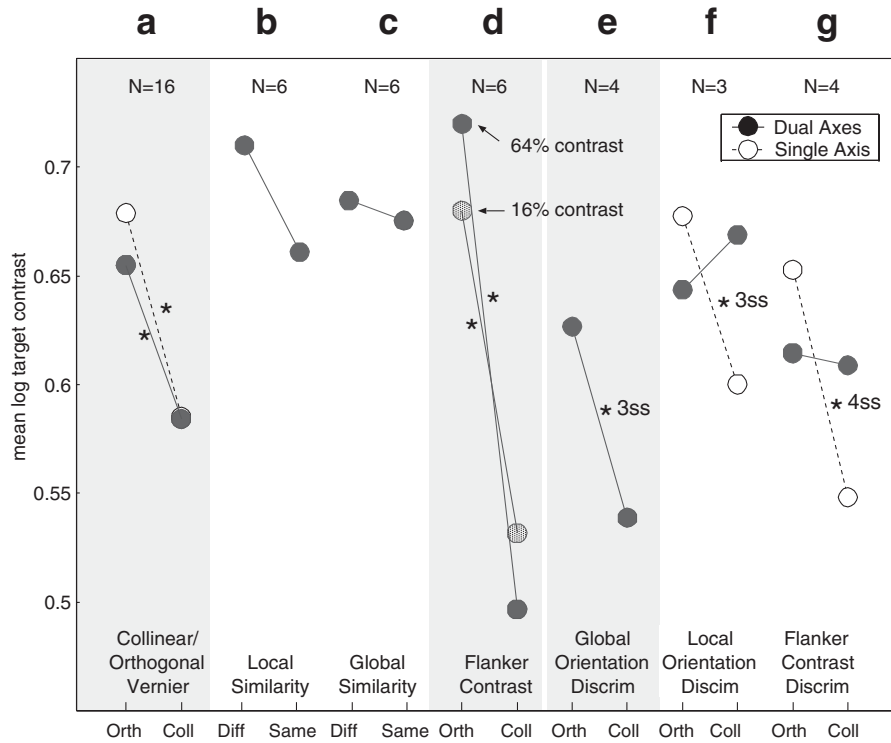 a b c d e f g
N=16 N=6 N=6 N=6 N=4 N=3 N=4
Dual Axes
Single Axis
64% contrast
16% contrast
0.7
0.65
0.6
0.55
0.5
mean log target contrast
*
*
*
*
* 3ss
* 3ss
* 4ss
Collinear/
Orthogonal
Vernier
Local
Similarity
Global
Similarity
Flanker
Contrast
Global
Orientation
Discrim
Local
Orientation
Discim
Flanker
Contrast
Discrim
Orth Coll Diff Same Diff Same Orth Coll Orth Coll Orth Coll Orth Coll